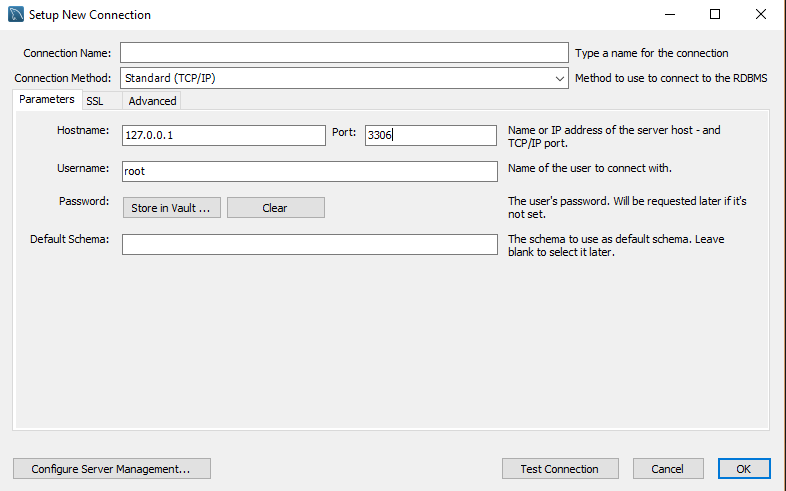 Setup New Connection
Connection Name: Type a name for the connection
Connection Method: Standard (TCP/IP) Method to use to connect to the RDBMS
Parameters SSL Advanced
Hostname: 127.0.0.1 Port: 3306 Name or IP address of the server host - and
TCP/IP port.
Username: root Name of the user to connect with.
Password: Store in Vault ... Clear The user's password. Will be requested later if it's
not set.
Default Schema: The schema to use as default schema. Leave
blank to select it later.
Configure Server Management... Test Connection Cancel OK